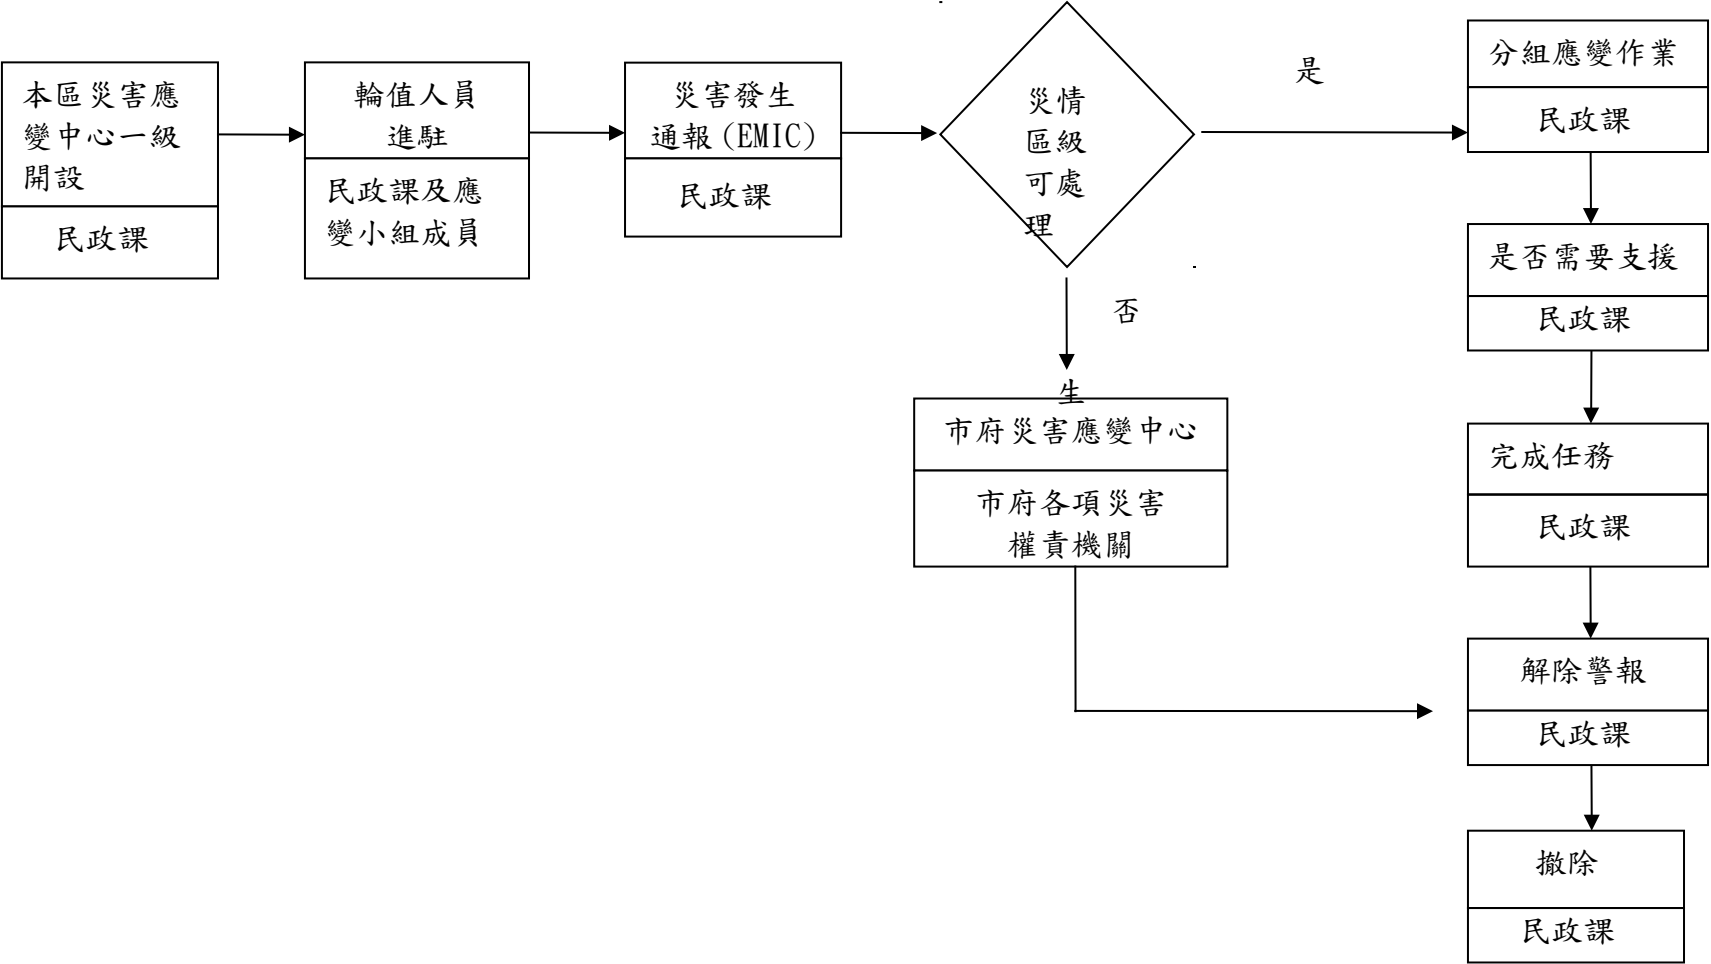 本區災害應
變中心一級
開設
民政課
輪值人員
進駐
民政課及應
變小組成員
災害發生
通報(EMIC)
民政課
災情
區級
可處
理
是
否
生
市府災害應變中心
市府各項災害
權責機關
分組應變作業
民政課
是否需要支援
民政課
完成任務
民政課
解除警報
民政課
撤除
民政課